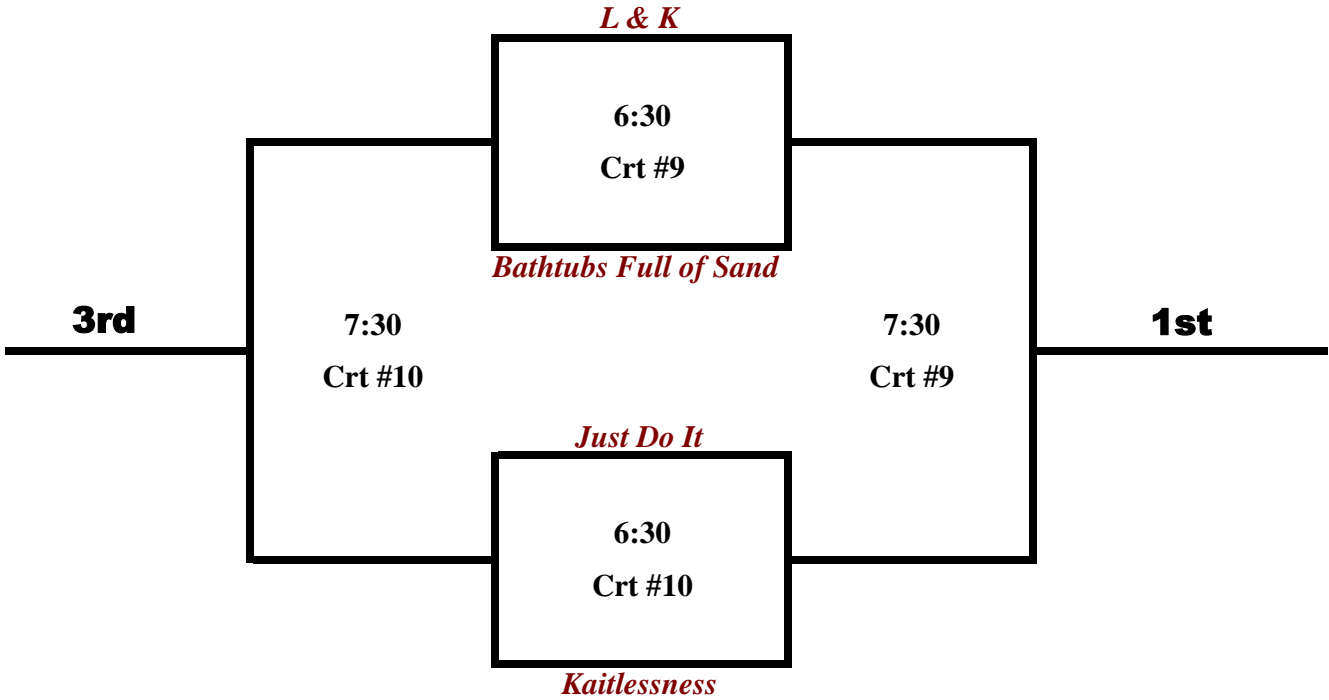 L & K
6:30
Crt #9
Bathtubs Full of Sand
3rd
7:30
Crt #10
7:30
Crt #9
1st
Just Do It
6:30
Crt #10
Kaitlessness